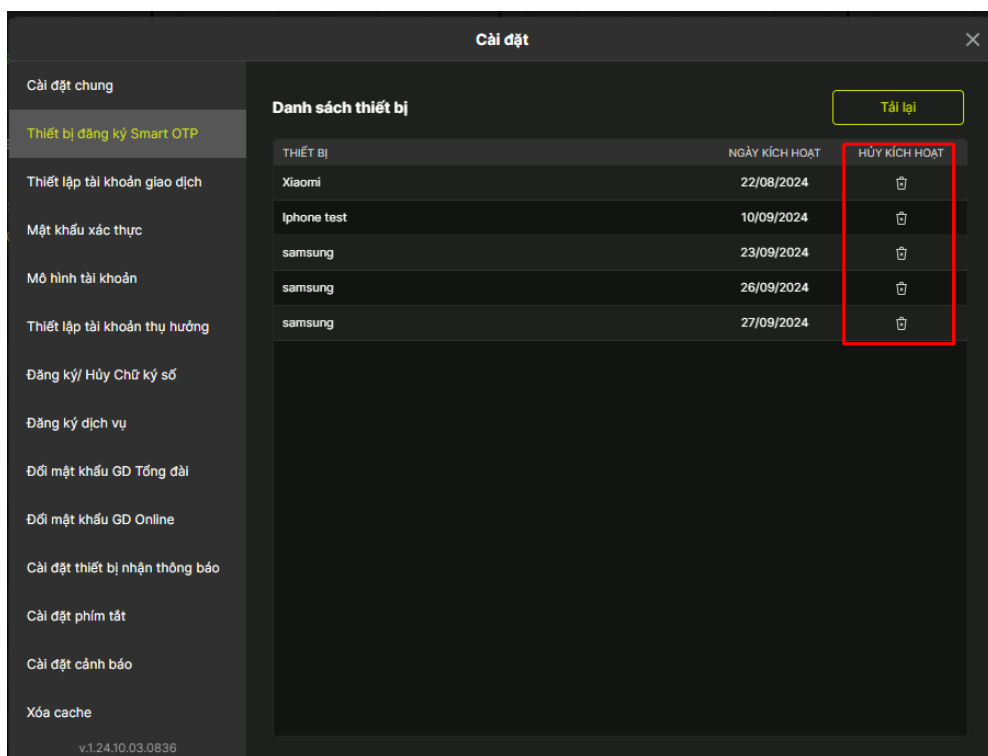 Cài đặt
Cài đặt chung
Thiết bị đăng ký Smart OTP
Thiết lập tài khoản giao dịch
Mật khẩu xác thực
Mô hình tài khoản
Thiết lập tài khoản thụ hưởng
Đăng ký/ Hủy Chữ ký số
Đăng ký dịch vụ
Đổi mật khẩu GD Tổng đài
Đổi mật khẩu GD Online
Cài đặt thiết bị nhận thông báo
Cài đặt phím tắt
Cài đặt cảnh báo
Xóa cache
v.1.24.10.03.0836
Danh sách thiết bị
Tải lại
THIẾT BỊ NGÀY KÍCH HOẠT HỦY KÍCH HOẠT
Xiaomi 22/08/2024
Iphone test 10/09/2024
samsung 23/09/2024
samsung 26/09/2024
samsung 27/09/2024